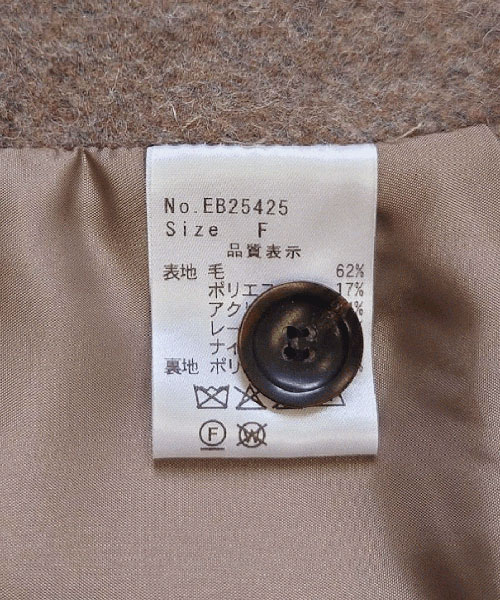 No.EB25425
Size F
品質表示
表地 毛 62%
ポリエス 17%
アクリ %
レー
ナイ
裏地 ポリ
F
W